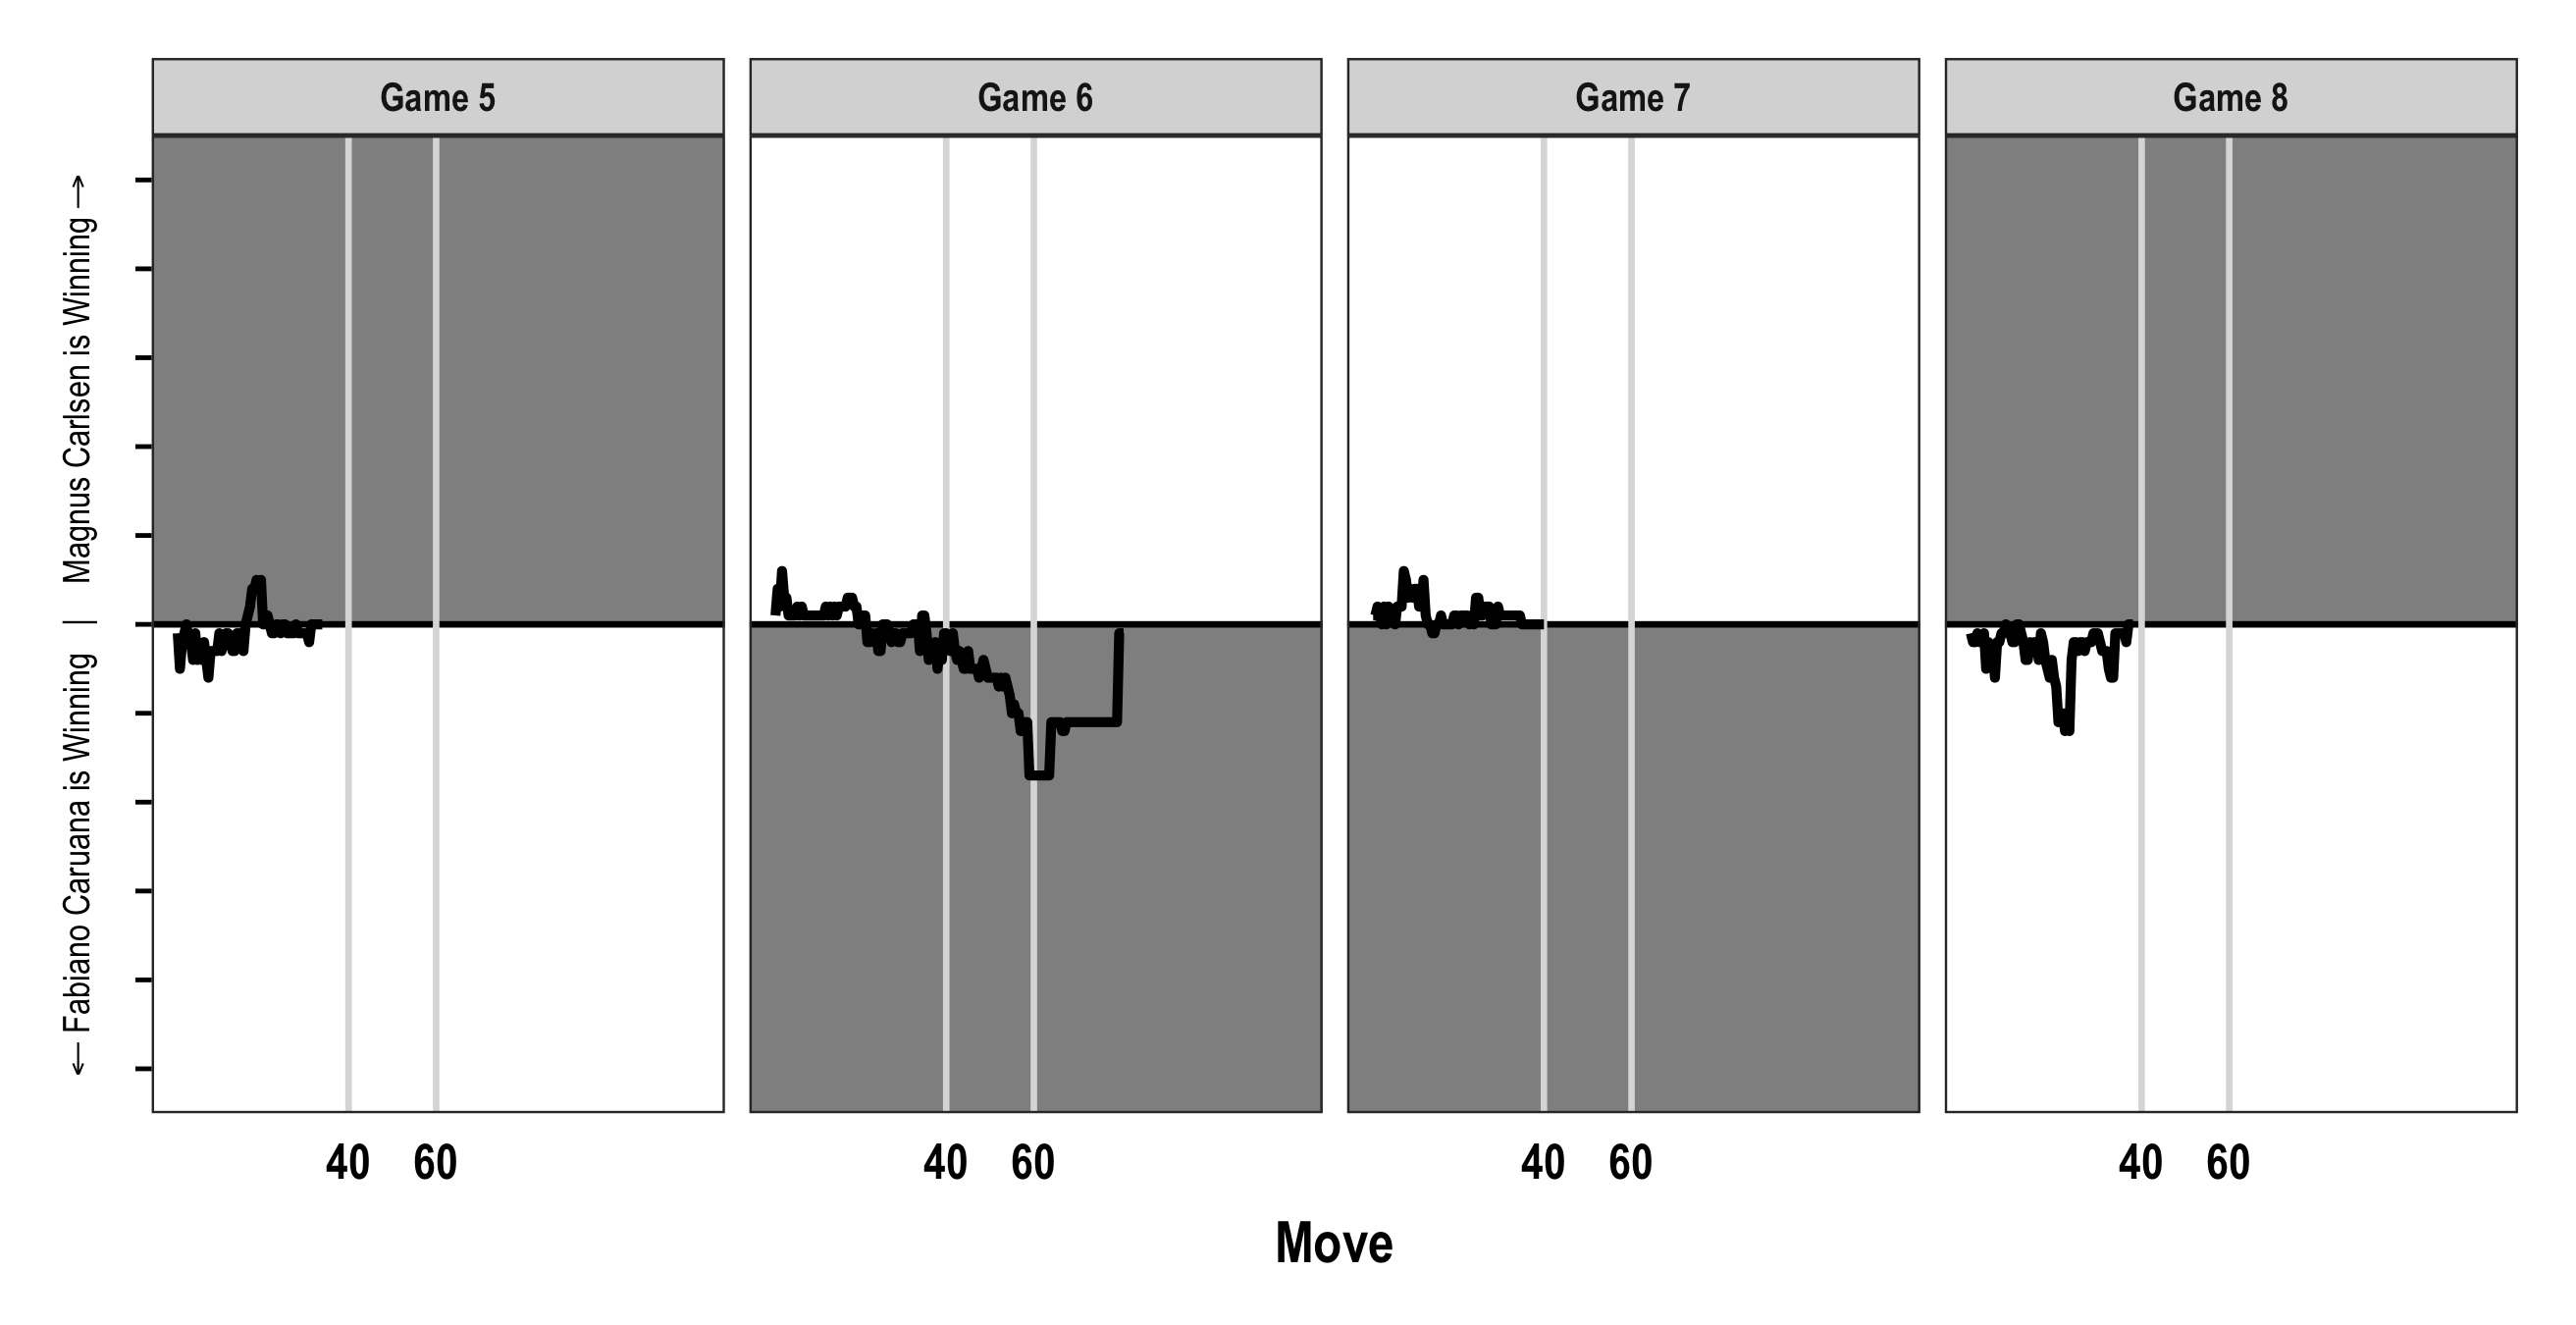 Game 5
Game 6
Game 7
Game 8
← Fabiano Caruana is Winning | Magnus Carlsen is Winning →
40 60
40 60
40 60
40 60
Move